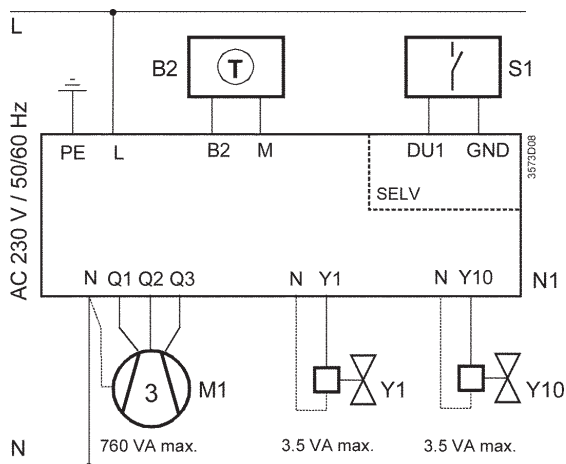 L
B2 T S1
PE L B2 M DU1 GND
SELV
3573D08
AC 230 V / 50/60 Hz
N Q1 Q2 Q3 N Y1 N Y10 N1
3 M1 Y1 Y10
N 760 VA max. 3.5 VA max. 3.5 VA max.